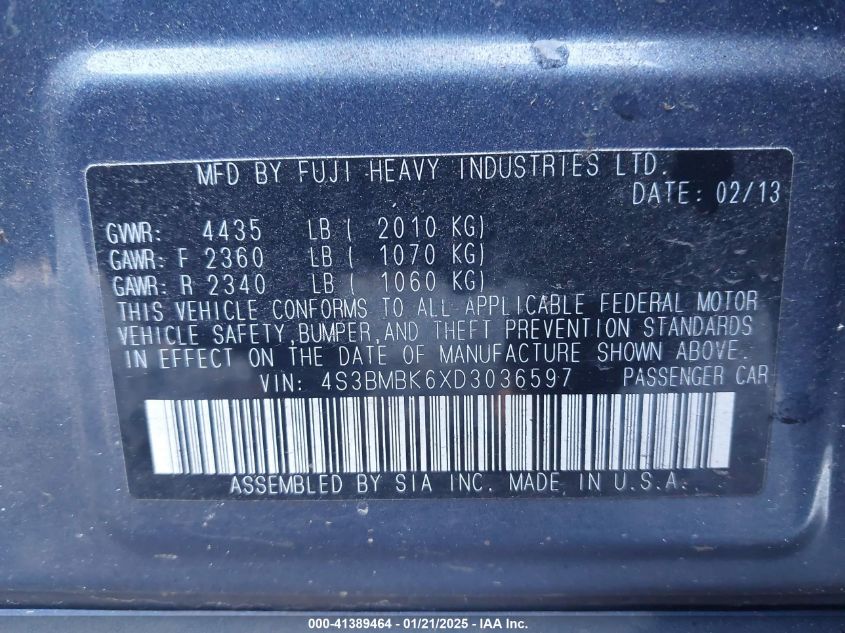 MFD BY FUJI HEAVY INDUSTRIES LTD.
DATE: 02/13
GVWR: 4435 LB ( 2010 KG)
GAWR: F 2360 LB ( 1070 KG)
GAWR: R 2340 LB ( 1060 KG)
THIS VEHICLE CONFORMS TO ALL APPLICABLE FEDERAL MOTOR
VEHICLE SAFETY, BUMPER, AND THEFT PREVENTION STANDARDS
IN EFFECT ON THE DATE OF MANUFACTURE SHOWN ABOVE.
VIN: 4S3BMBK6XD3036597 PASSENGER CAR
ASSEMBLED BY SIA INC. MADE IN U.S.A.
000-41389464 / 01/21/2025 / Copyright © IAA, LLC.